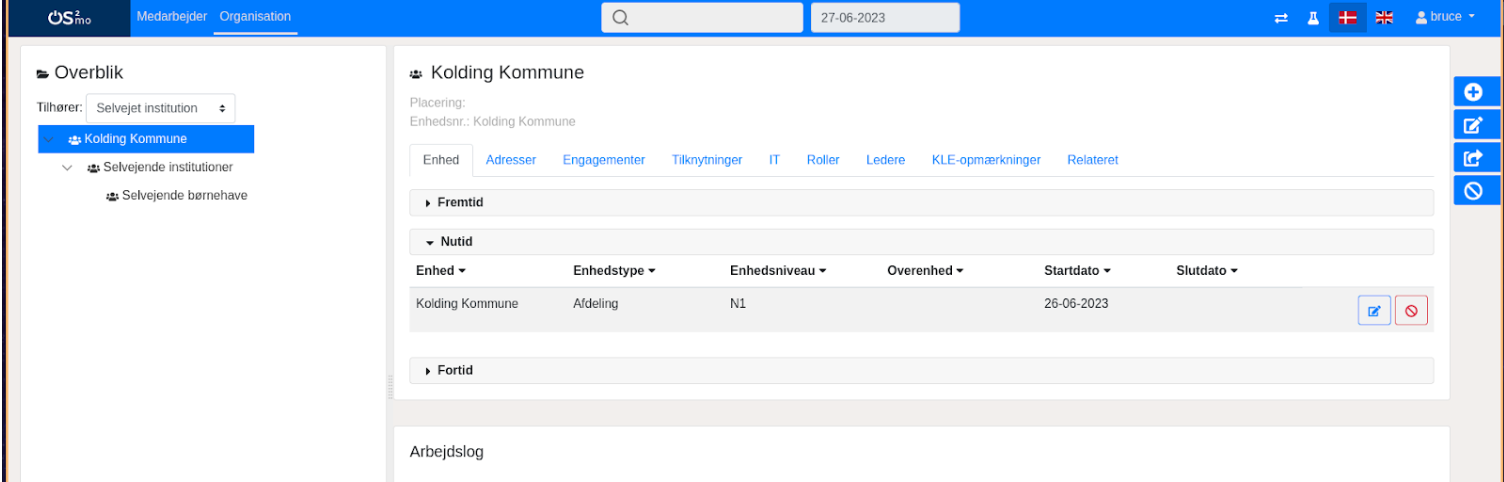 OS2mo Medarbejder Organisation 27-06-2023 bruce
Overblik
Tilhører: Selvejet institution
Kolding Kommune
Selvejende institutioner
Selvejende børnehave
Kolding Kommune
Placering:
Enhedsnr.: Kolding Kommune
Enhed Adresser Engagementer Tilknytninger IT Roller Ledere KLE-opmærkninger Relateret
Fremtid
Nutid
Enhed Enhedstype Enhedsniveau Overenhed Startdato Slutdato
Kolding Kommune Afdeling N1 26-06-2023
Fortid
Arbejdslog